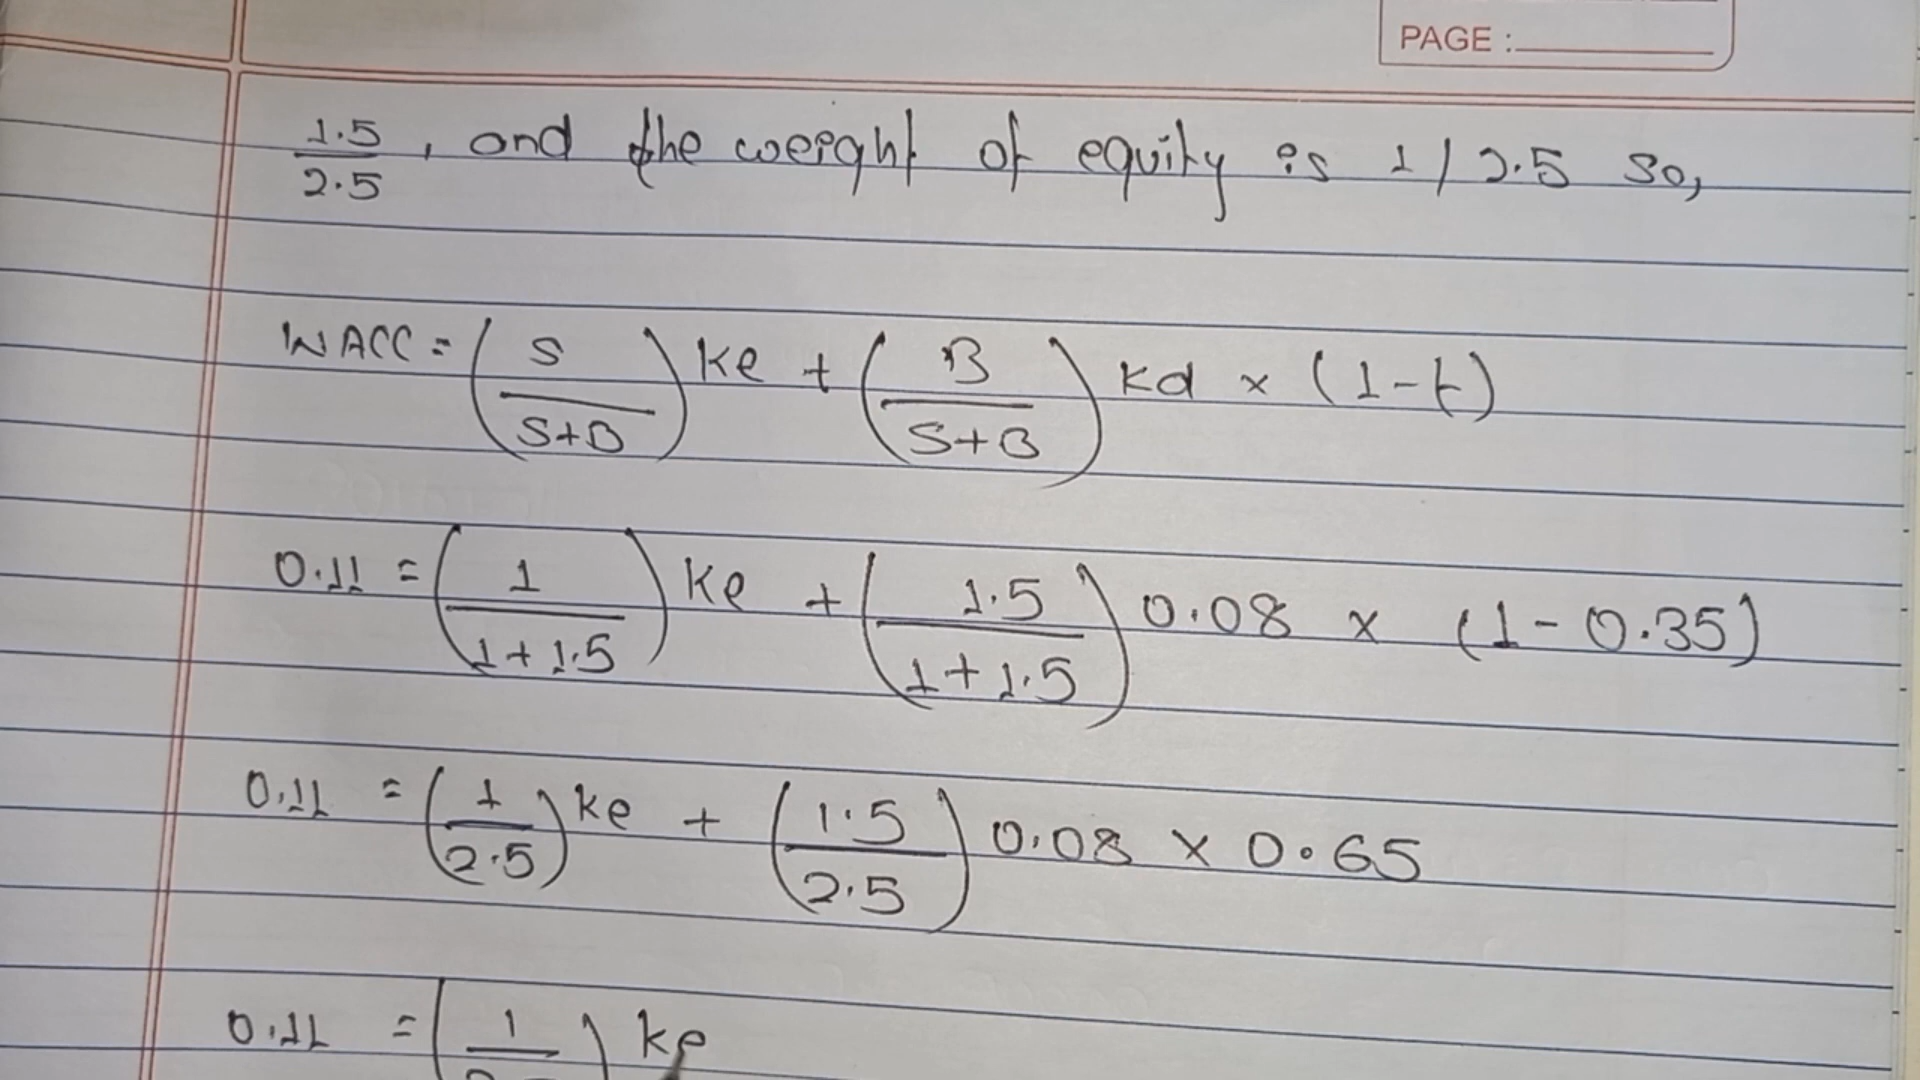 PAGE :
1.5/2.5, and the weight of equity is 1/2.5 so,
WACC = (S/(S+B)) ke + (B/(S+B)) kd × (1-t)
0.11 = (1/(1+1.5)) ke + (1.5/(1+1.5)) 0.08 × (1-0.35)
0.11 = (1/2.5) ke + (1.5/2.5) 0.08 × 0.65
0.11 = (1/) ke